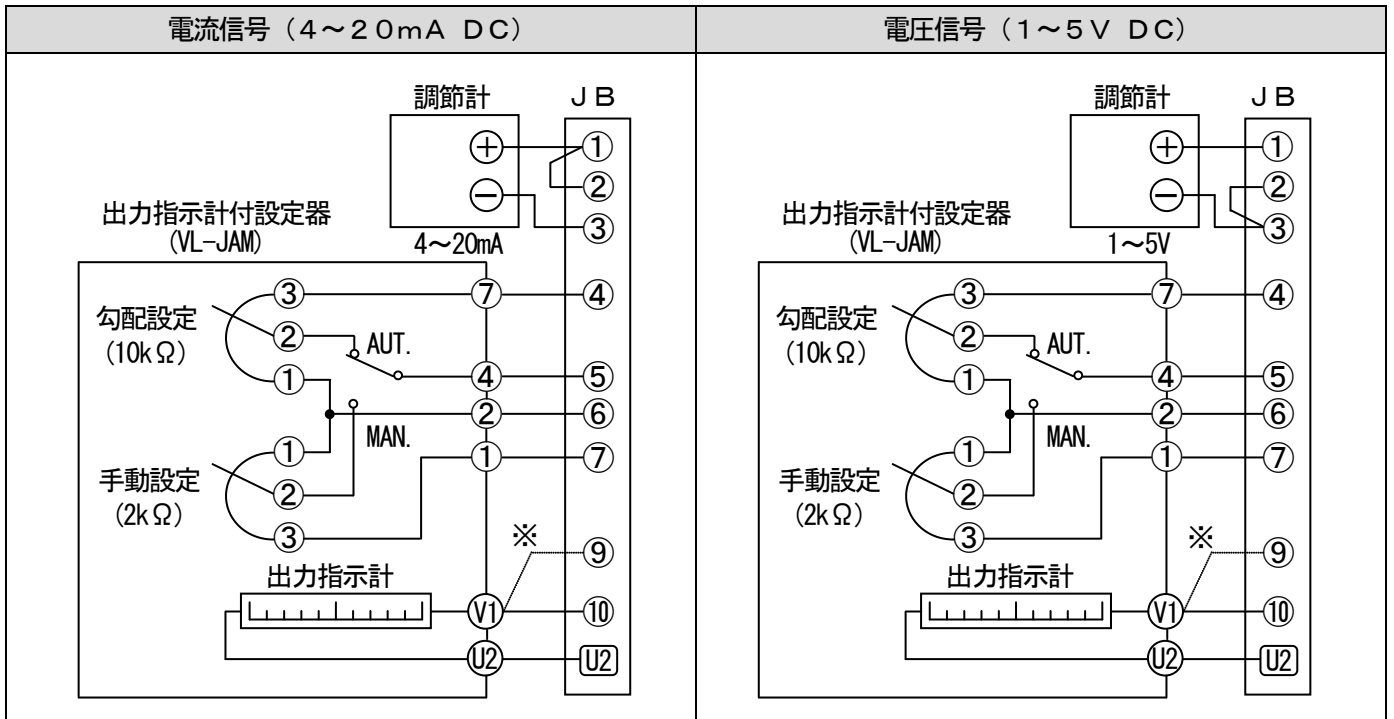 電流信号（４～２０ｍＡ ＤＣ）
調節計 ＪＢ
＋ ①
②
－ ③
出力指示計付設定器
(VL-JAM)
4～20mA
③ ⑦ ④
勾配設定
(10kΩ)
② AUT.
① ④ ⑤
② ⑥
MAN.
① ① ⑦
手動設定
(2kΩ)
②
③
※ ⑨
出力指示計
V1 ⑩
U2 U2
電圧信号（１～５Ｖ ＤＣ）
調節計 ＪＢ
＋ ①
②
－ ③
出力指示計付設定器
(VL-JAM)
1～5V
③ ⑦ ④
勾配設定
(10kΩ)
② AUT.
① ④ ⑤
② ⑥
MAN.
① ① ⑦
手動設定
(2kΩ)
②
③
※ ⑨
出力指示計
V1 ⑩
U2 U2